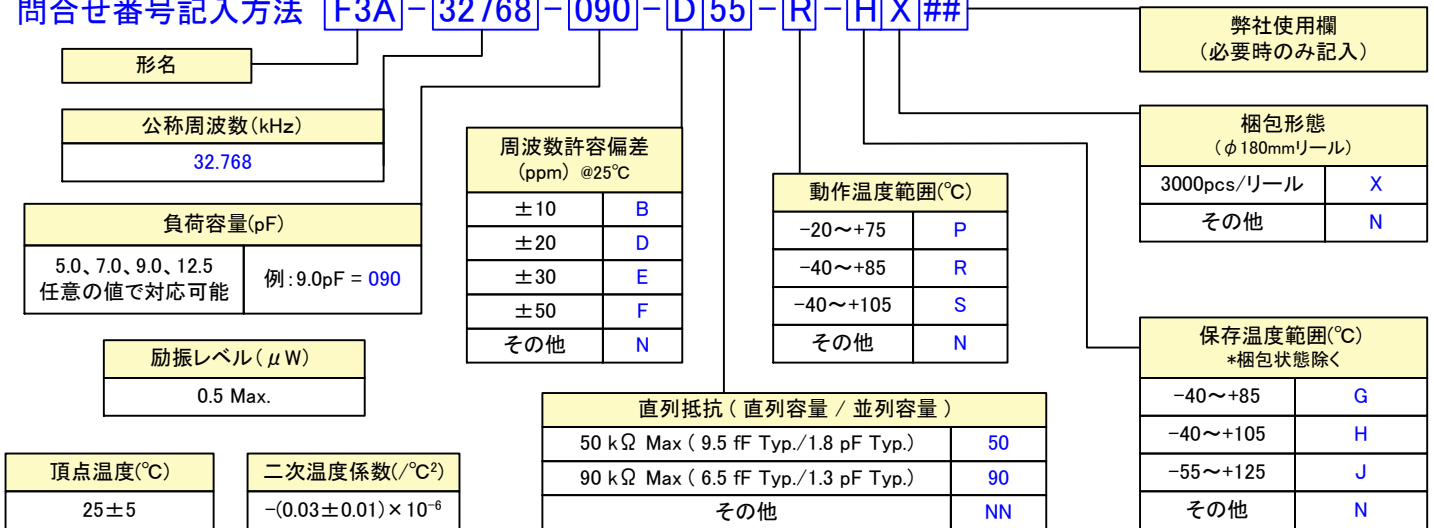 問合せ番号記入方法 F3A-32768-090-D55-R-HX##
形名
弊社使用欄
(必要時のみ記入)
公称周波数(kHz)
32.768
負荷容量(pF)
5.0、7.0、9.0、12.5
任意の値で対応可能
例:9.0pF = 090
励振レベル(μW)
0.5 Max.
頂点温度(℃)
25±5
二次温度係数(/℃²)
-(0.03±0.01)×10⁻⁶
周波数許容偏差
(ppm) @25℃
±10 B
±20 D
±30 E
±50 F
その他 N
直列抵抗 ( 直列容量 / 並列容量 )
50 kΩ Max ( 9.5 fF Typ./1.8 pF Typ.) 50
90 kΩ Max ( 6.5 fF Typ./1.3 pF Typ.) 90
その他 NN
動作温度範囲(℃)
-20~+75 P
-40~+85 R
-40~+105 S
その他 N
梱包形態
(φ180mmリール)
3000pcs/リール X
その他 N
保存温度範囲(℃)
*梱包状態除く
-40~+85 G
-40~+105 H
-55~+125 J
その他 N